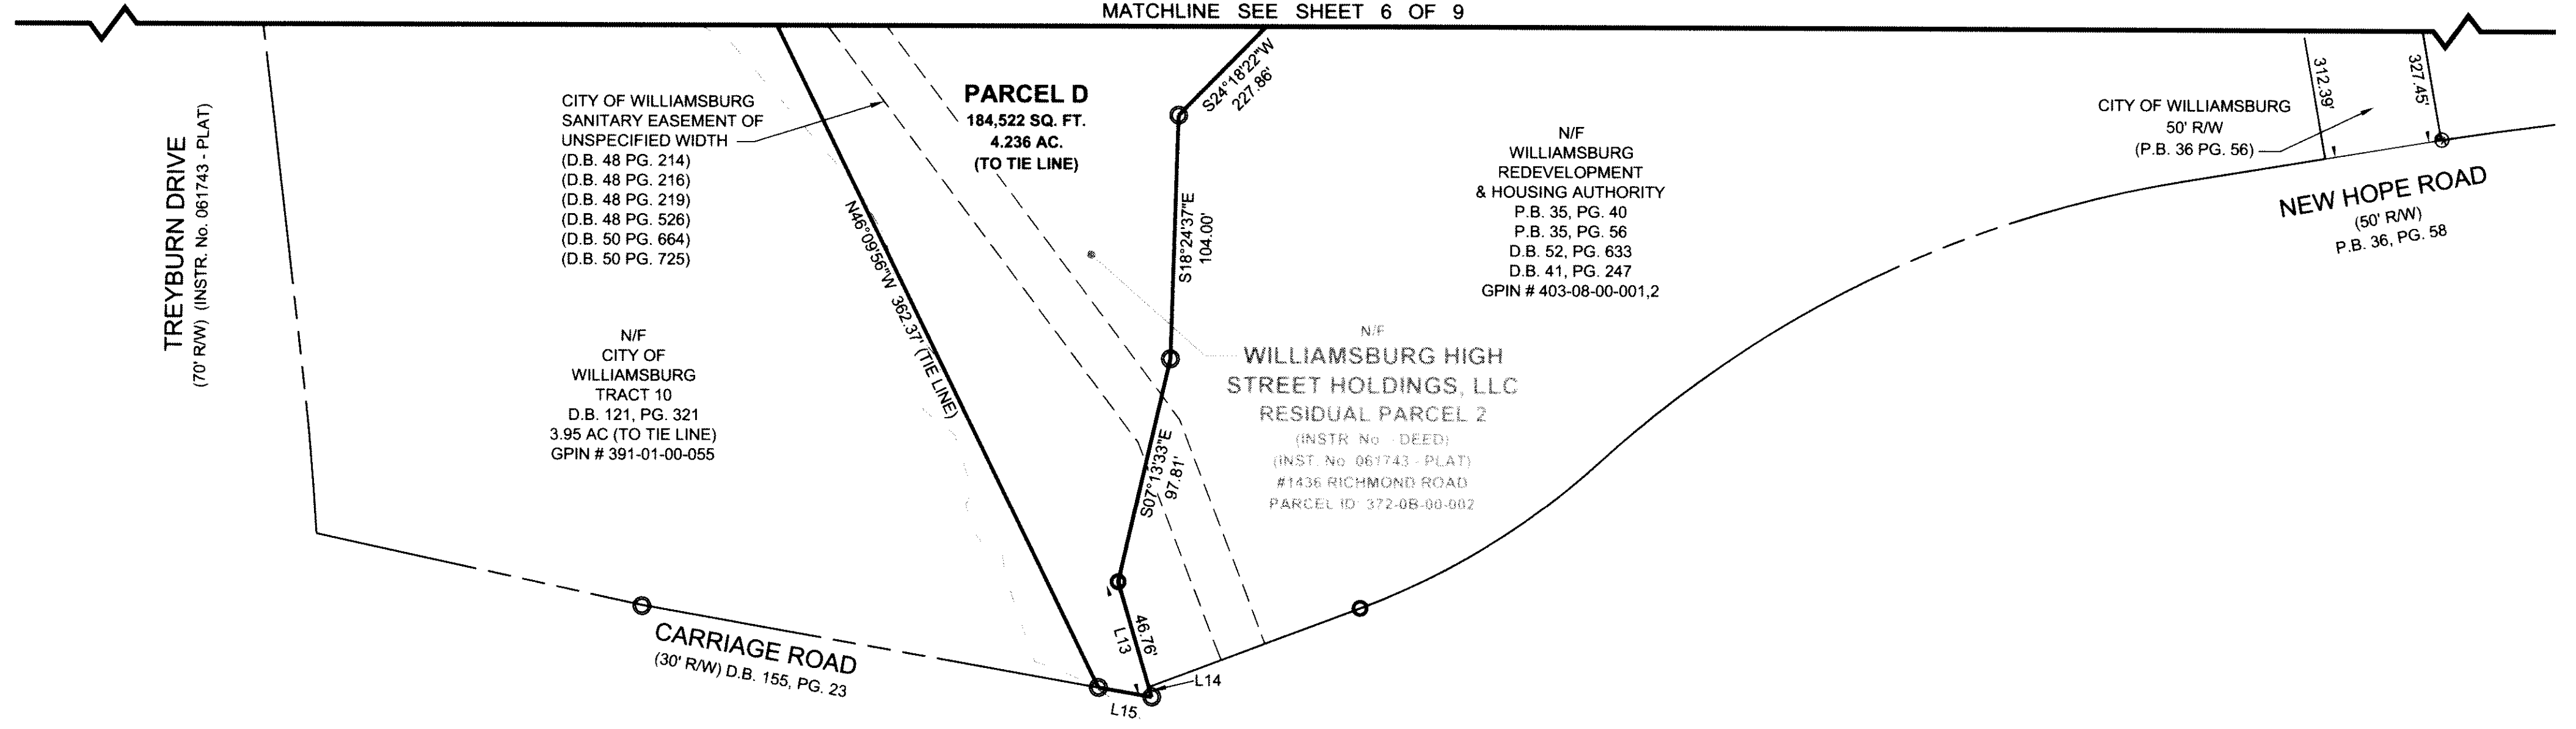 MATCHLINE SEE SHEET 6 OF 9
TREYBURN DRIVE
(70' R/W) (INSTR. No. 061743 - PLAT)
CITY OF WILLIAMSBURG
SANITARY EASEMENT OF
UNSPECIFIED WIDTH
(D.B. 48 PG. 214)
(D.B. 48 PG. 216)
(D.B. 48 PG. 219)
(D.B. 48 PG. 526)
(D.B. 50 PG. 664)
(D.B. 50 PG. 725)
PARCEL D
184,522 SQ. FT.
4.236 AC.
(TO TIE LINE)
S24°18'22"W
227.86'
S18°24'37"E
104.00'
N46°09'56"W 362.37' (TIE LINE)
S07°13'33"E
97.81'
46.76'
L13
L14
L15
N/F
CITY OF
WILLIAMSBURG
TRACT 10
D.B. 121, PG. 321
3.95 AC (TO TIE LINE)
GPIN # 391-01-00-055
CARRIAGE ROAD
(30' R/W) D.B. 155, PG. 23
N/F
WILLIAMSBURG
REDEVELOPMENT
& HOUSING AUTHORITY
P.B. 35, PG. 40
P.B. 35, PG. 56
D.B. 52, PG. 633
D.B. 41, PG. 247
GPIN # 403-08-00-001,2
N/F
WILLIAMSBURG HIGH
STREET HOLDINGS, LLC
RESIDUAL PARCEL 2
(INSTR. No. - DEED)
(INST. No. 061743 - PLAT)
#1436 RICHMOND ROAD
PARCEL ID: 372-0B-00-002
CITY OF WILLIAMSBURG
50' R/W
(P.B. 36 PG. 56)
312.39'
327.45'
NEW HOPE ROAD
(50' R/W)
P.B. 36, PG. 58